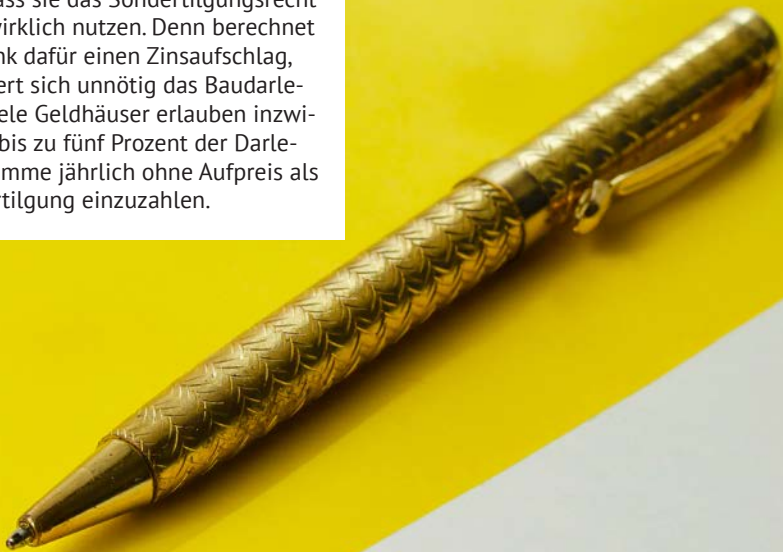 ass sie das Sondertilgungsrecht
irklich nutzen. Denn berechnet
nk dafür einen Zinsaufschlag,
ert sich unnötig das Baudarle-
ele Geldhäuser erlauben inzwi-
bis zu fünf Prozent der Darle-
mme jährlich ohne Aufpreis als
rtilgung einzuzahlen.